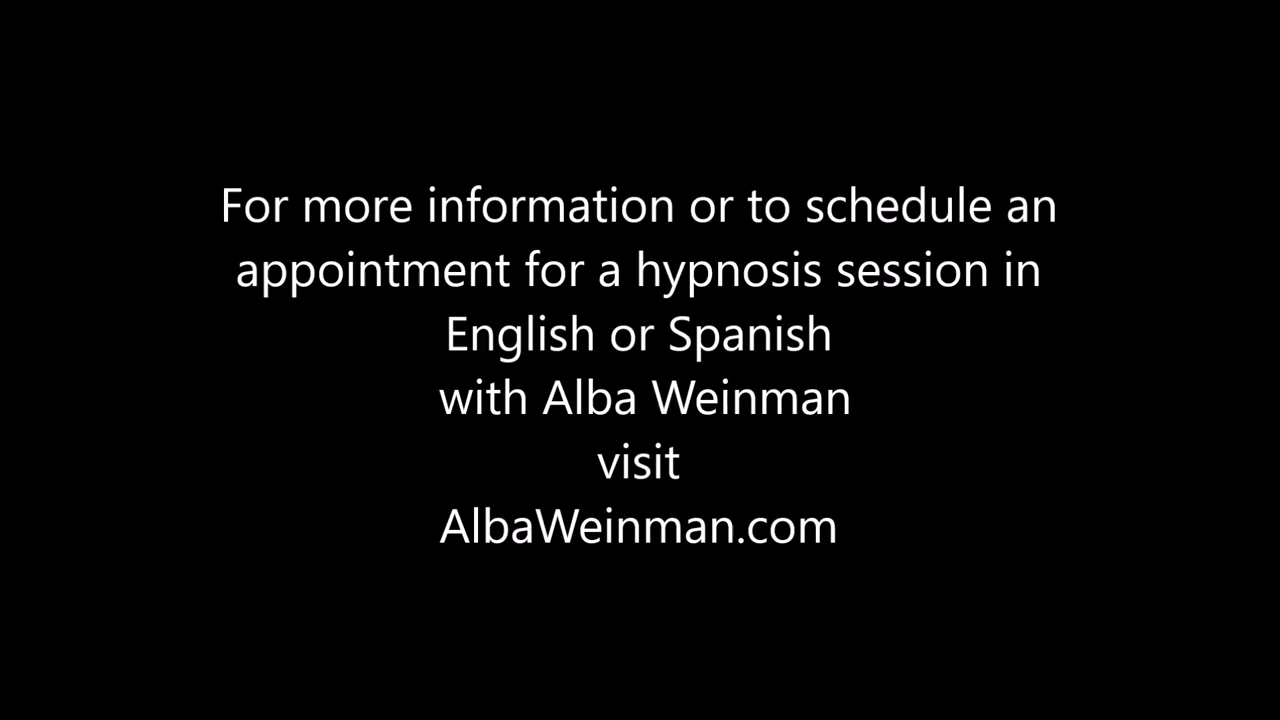 For more information or to schedule an
appointment for a hypnosis session in
English or Spanish
with Alba Weinman
visit
AlbaWeinman.com